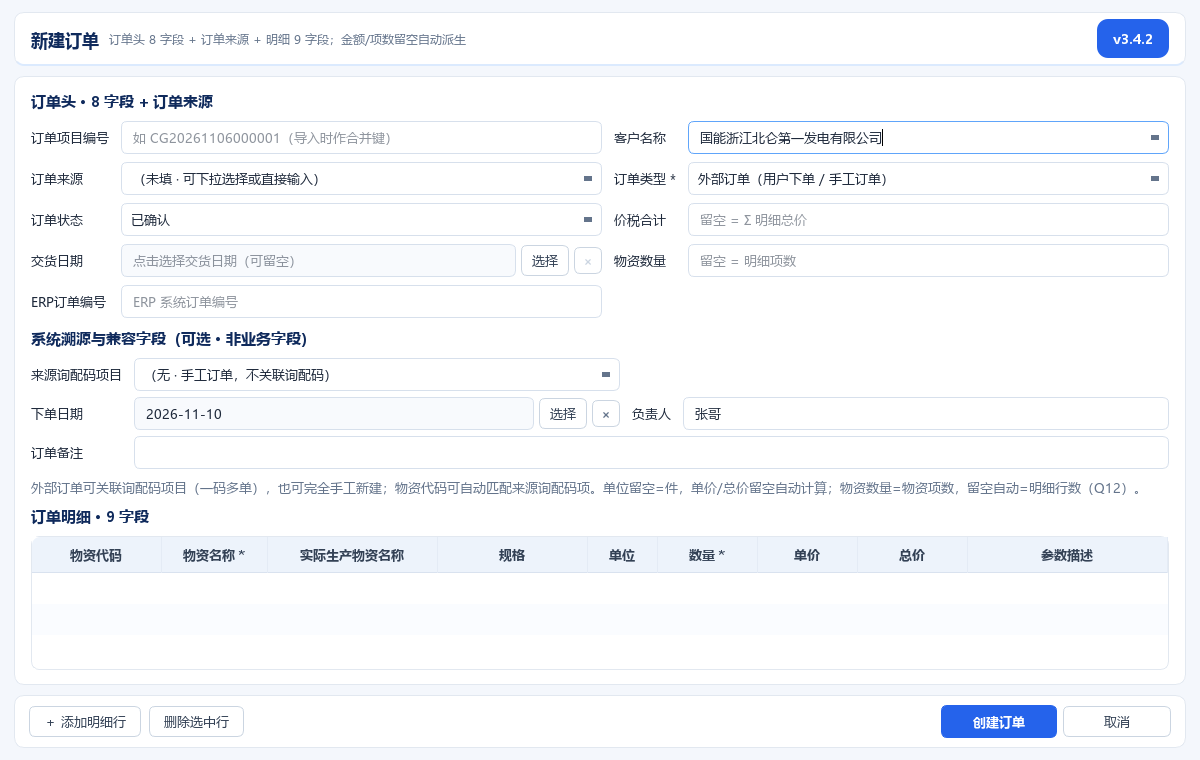 新建订单 订单头 8 字段 + 订单来源 + 明细 9 字段；金额/项数留空自动派生 v3.4.2
订单头 • 8 字段 + 订单来源
订单项目编号 如 CG20261106000001（导入时作合并键） 客户名称 国能浙江北仑第一发电有限公司
订单来源 （未填 · 可下拉选择或直接输入） 订单类型 * 外部订单（用户下单 / 手工订单）
订单状态 已确认 价税合计 留空 = Σ 明细总价
交货日期 点击选择交货日期（可留空） 选择 × 物资数量 留空 = 明细项数
ERP订单编号 ERP 系统订单编号
系统溯源与兼容字段（可选 • 非业务字段）
来源询配码项目 （无 · 手工订单，不关联询配码）
下单日期 2026-11-10 选择 × 负责人 张哥
订单备注
外部订单可关联询配码项目（一码多单），也可完全手工新建；物资代码可自动匹配来源询配码项。单位留空=件，单价/总价留空自动计算；物资数量=物资项数，留空自动=明细行数（Q12）。
订单明细 • 9 字段
物资代码 物资名称 * 实际生产物资名称 规格 单位 数量 * 单价 总价 参数描述
+ 添加明细行 删除选中行 创建订单 取消